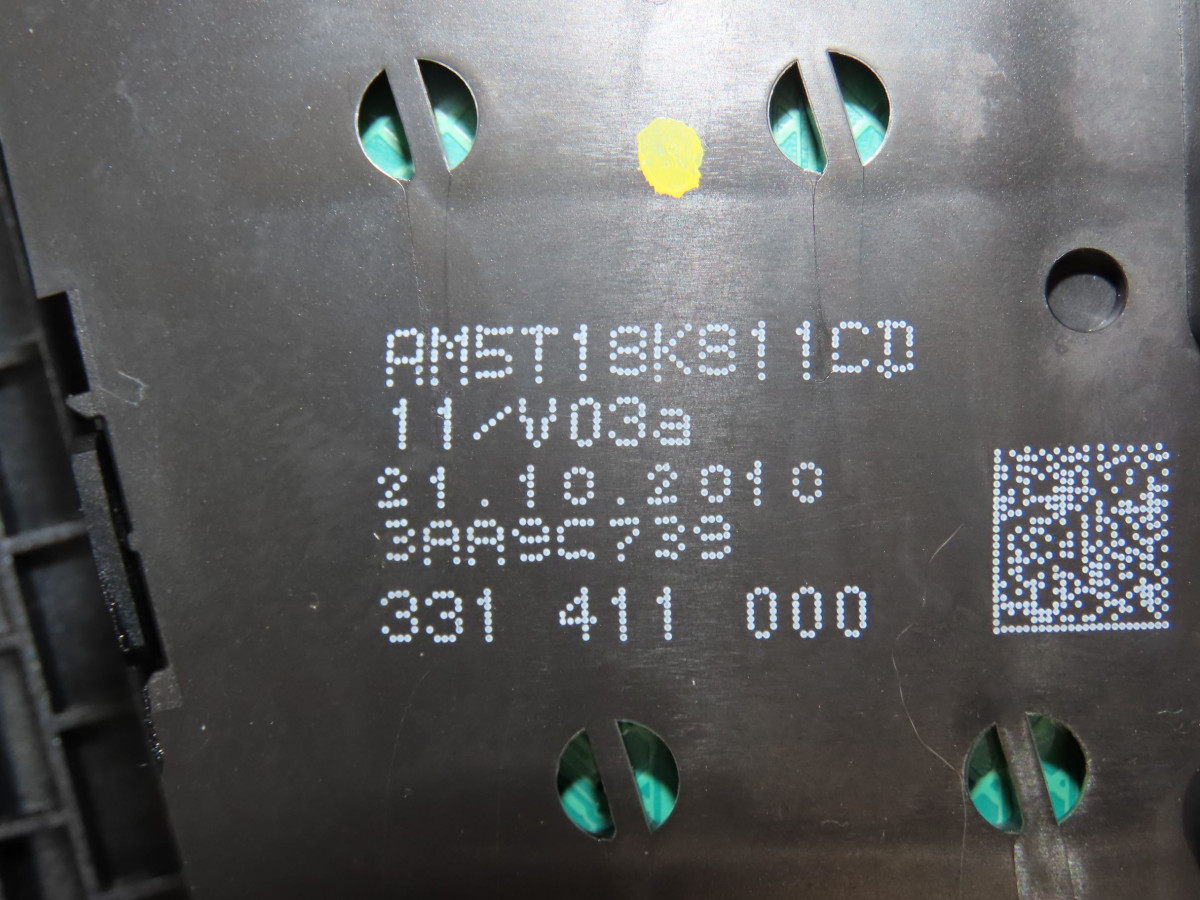 AM5T18K811CD
11/V03a
21.10.2010
3AA9C739
331 411 000